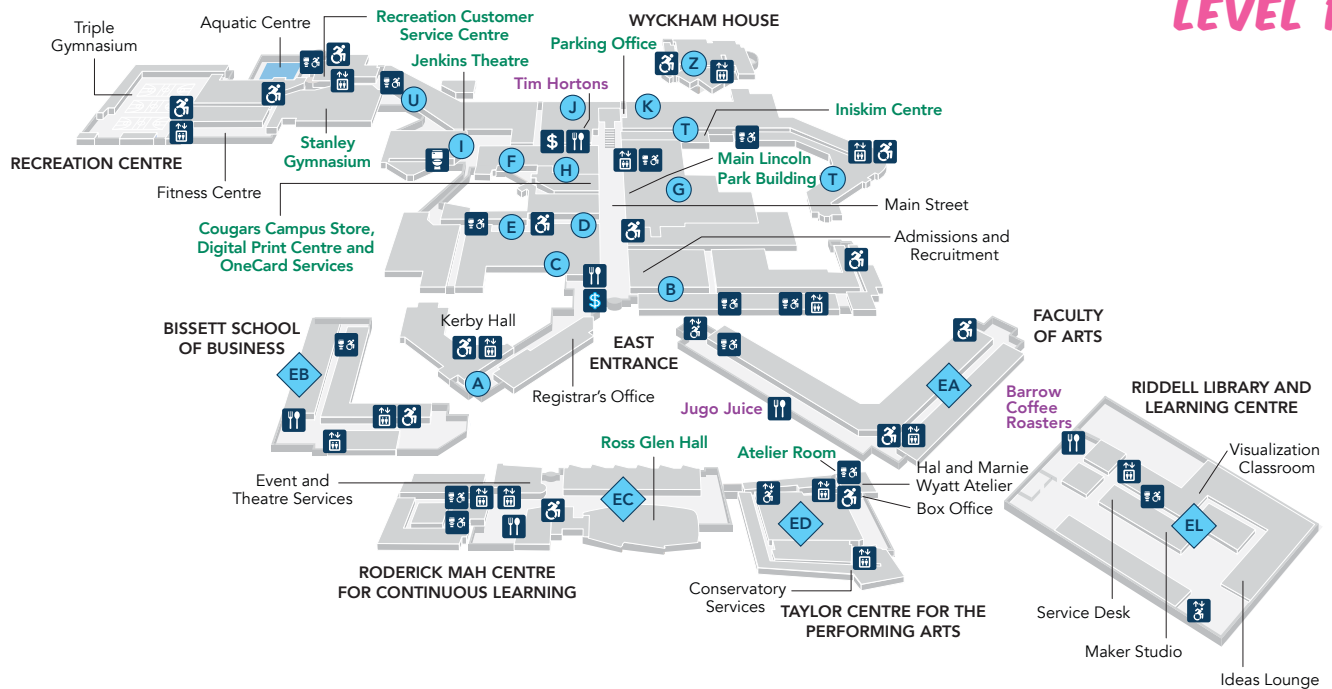 LEVEL 1
WYCKHAM HOUSE
Recreation Customer
Service Centre
Aquatic Centre
Triple
Gymnasium
Jenkins Theatre
Parking Office
Tim Hortons
Z
U
J
K
Iniskim Centre
T
I
Stanley
Gymnasium
RECREATION CENTRE
$
F
H
Main Lincoln
Park Building
T
G
Fitness Centre
Main Street
Cougars Campus Store,
Digital Print Centre and
OneCard Services
E
D
Admissions and
Recruitment
C
B
$
BISSETT SCHOOL
OF BUSINESS
Kerby Hall
EAST
ENTRANCE
FACULTY
OF ARTS
EB
A
Registrar's Office
EA
Jugo Juice
Barrow
Coffee
Roasters
RIDDELL LIBRARY AND
LEARNING CENTRE
Visualization
Classroom
Ross Glen Hall
Atelier Room
Event and
Theatre Services
Hal and Marnie
Wyatt Atelier
Box Office
EC
ED
EL
RODERICK MAH CENTRE
FOR CONTINUOUS LEARNING
Conservatory
Services
TAYLOR CENTRE FOR THE
PERFORMING ARTS
Service Desk
Maker Studio
Ideas Lounge